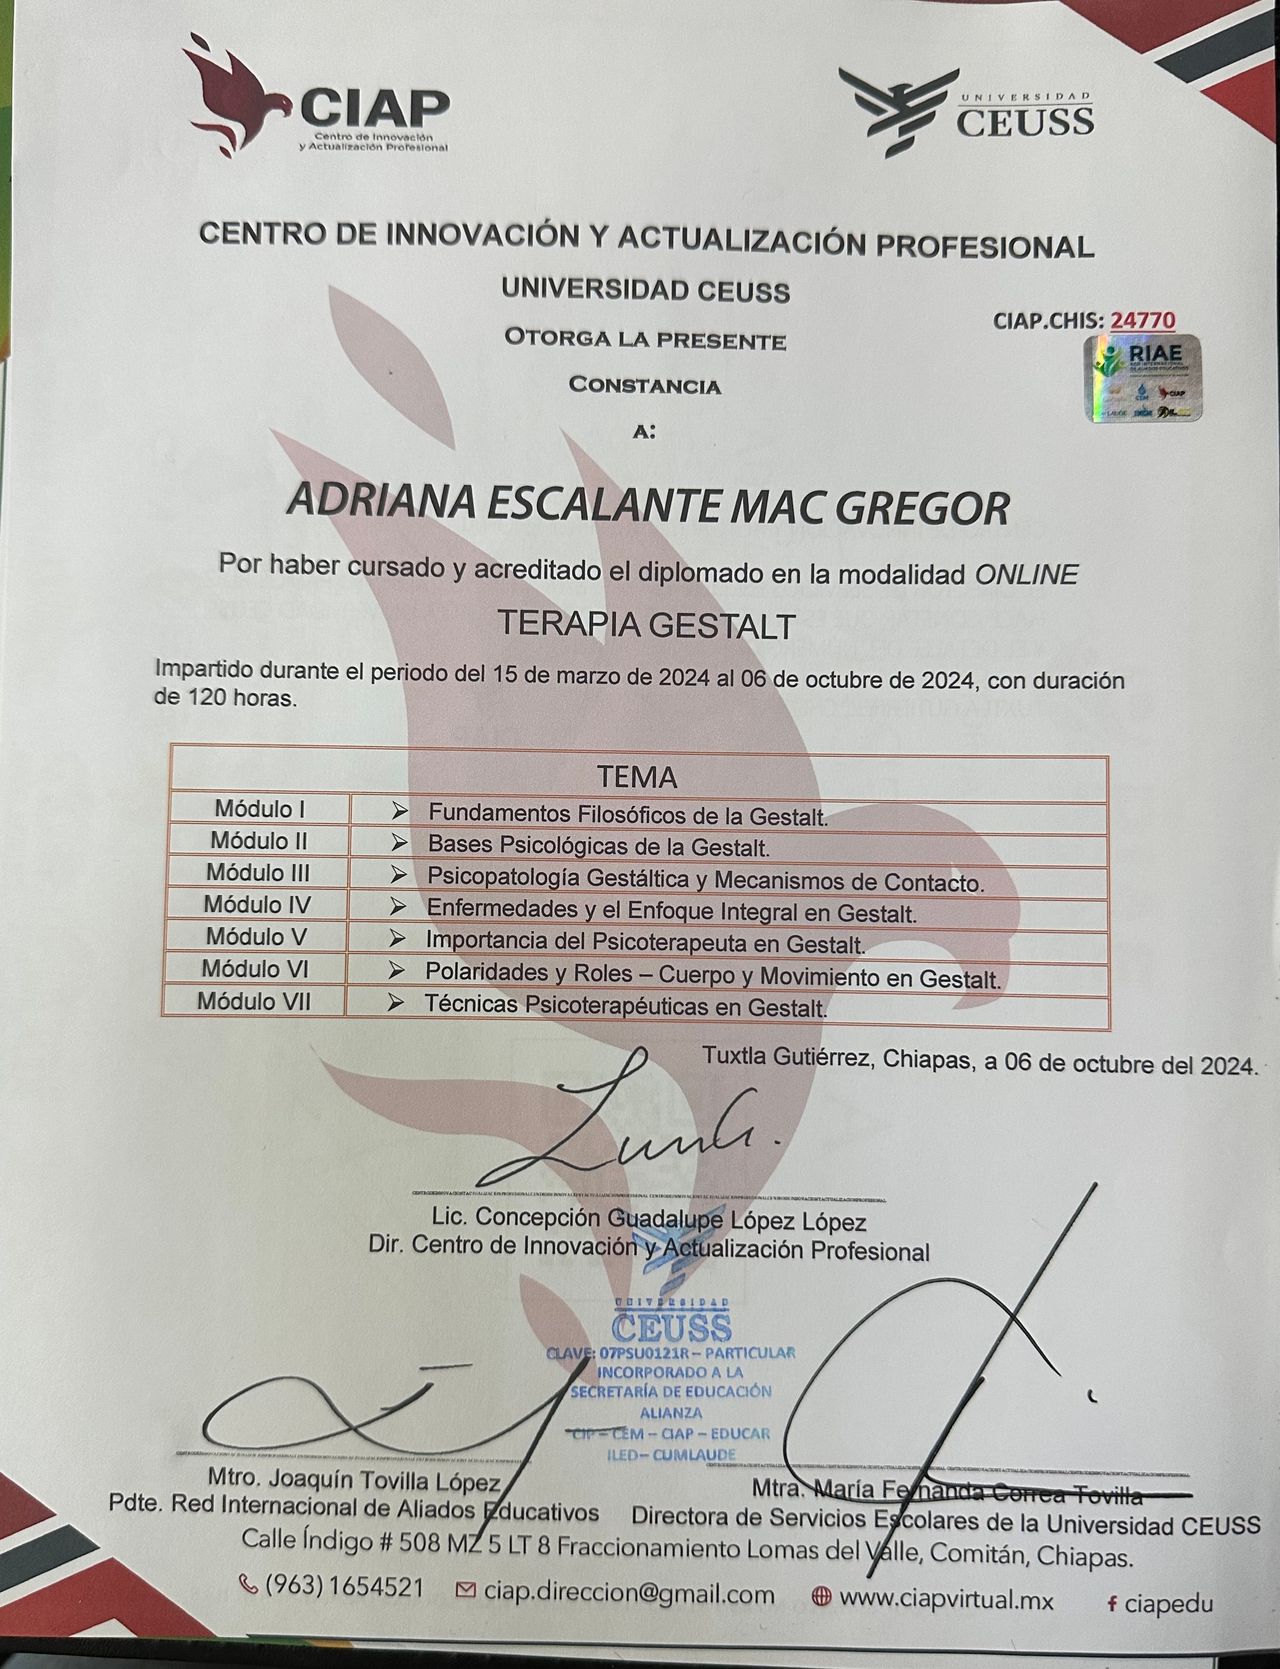 CIAP
Centro de Innovación
y Actualización Profesional
UNIVERSIDAD
CEUSS
CENTRO DE INNOVACIÓN Y ACTUALIZACIÓN PROFESIONAL
UNIVERSIDAD CEUSS
OTORGA LA PRESENTE
CIAP.CHIS: 24770
RIAE
CONSTANCIA
A:
ADRIANA ESCALANTE MAC GREGOR
Por haber cursado y acreditado el diplomado en la modalidad ONLINE
TERAPIA GESTALT
Impartido durante el periodo del 15 de marzo de 2024 al 06 de octubre de 2024, con duración
de 120 horas.
TEMA
Módulo I ➢ Fundamentos Filosóficos de la Gestalt.
Módulo II ➢ Bases Psicológicas de la Gestalt.
Módulo III ➢ Psicopatología Gestáltica y Mecanismos de Contacto.
Módulo IV ➢ Enfermedades y el Enfoque Integral en Gestalt.
Módulo V ➢ Importancia del Psicoterapeuta en Gestalt.
Módulo VI ➢ Polaridades y Roles – Cuerpo y Movimiento en Gestalt.
Módulo VII ➢ Técnicas Psicoterapéuticas en Gestalt.
Tuxtla Gutiérrez, Chiapas, a 06 de octubre del 2024.
Lic. Concepción Guadalupe López López
Dir. Centro de Innovación y Actualización Profesional
UNIVERSIDAD
CEUSS
CLAVE: 07PSU0121R – PARTICULAR
INCORPORADO A LA
SECRETARÍA DE EDUCACIÓN
ALIANZA
CIP – CEM – CIAP – EDUCAR
ILED – CUMLAUDE
Mtro. Joaquín Tovilla López
Pdte. Red Internacional de Aliados Educativos
Mtra. María Fernanda Correa Tovilla
Directora de Servicios Escolares de la Universidad CEUSS
Calle Índigo # 508 MZ 5 LT 8 Fraccionamiento Lomas del Valle, Comitán, Chiapas.
(963) 1654521 ciap.direccion@gmail.com www.ciapvirtual.mx ciapedu